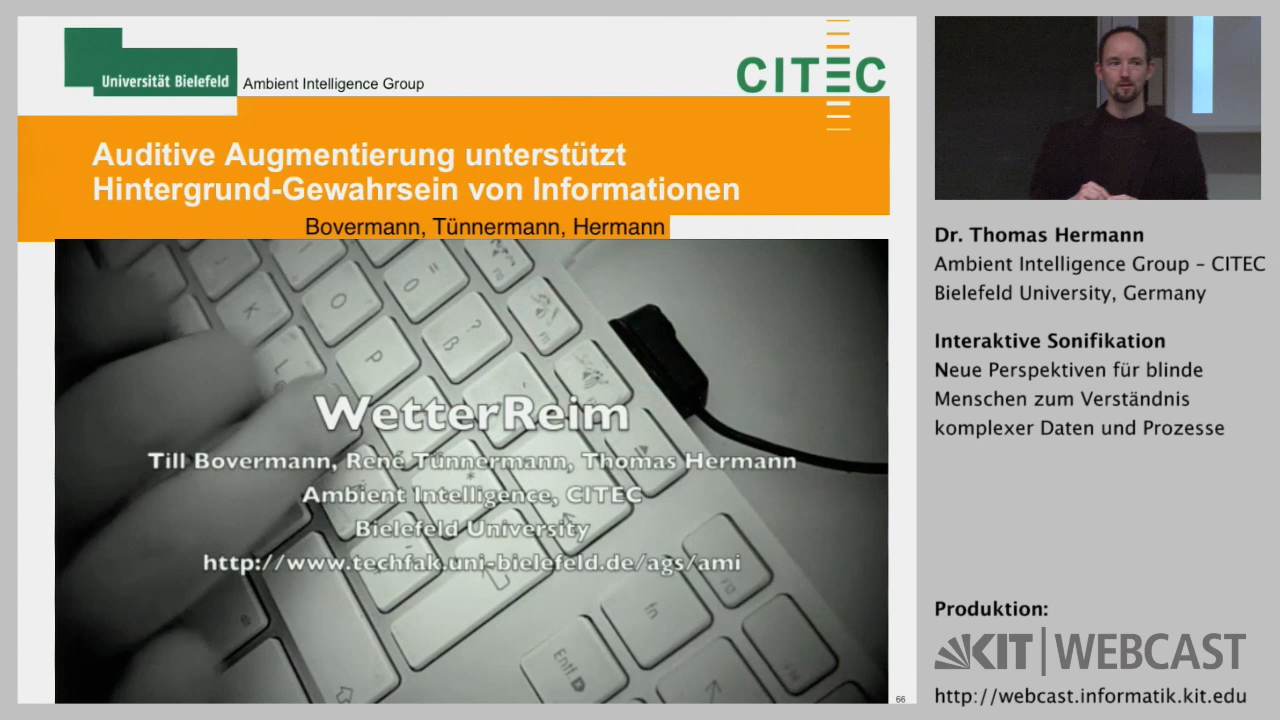 Universität Bielefeld
Ambient Intelligence Group
CITEC
Auditive Augmentierung unterstützt
Hintergrund-Gewahrsein von Informationen
Bovermann, Tünnermann, Hermann
WetterReim
Till Bovermann, René Tünnermann, Thomas Hermann
Ambient Intelligence, CITEC
Bielefeld University
http://www.techfak.uni-bielefeld.de/ags/ami
66
Dr. Thomas Hermann
Ambient Intelligence Group – CITEC
Bielefeld University, Germany
Interaktive Sonifikation
Neue Perspektiven für blinde
Menschen zum Verständnis
komplexer Daten und Prozesse
Produktion:
KIT WEBCAST
http://webcast.informatik.kit.edu